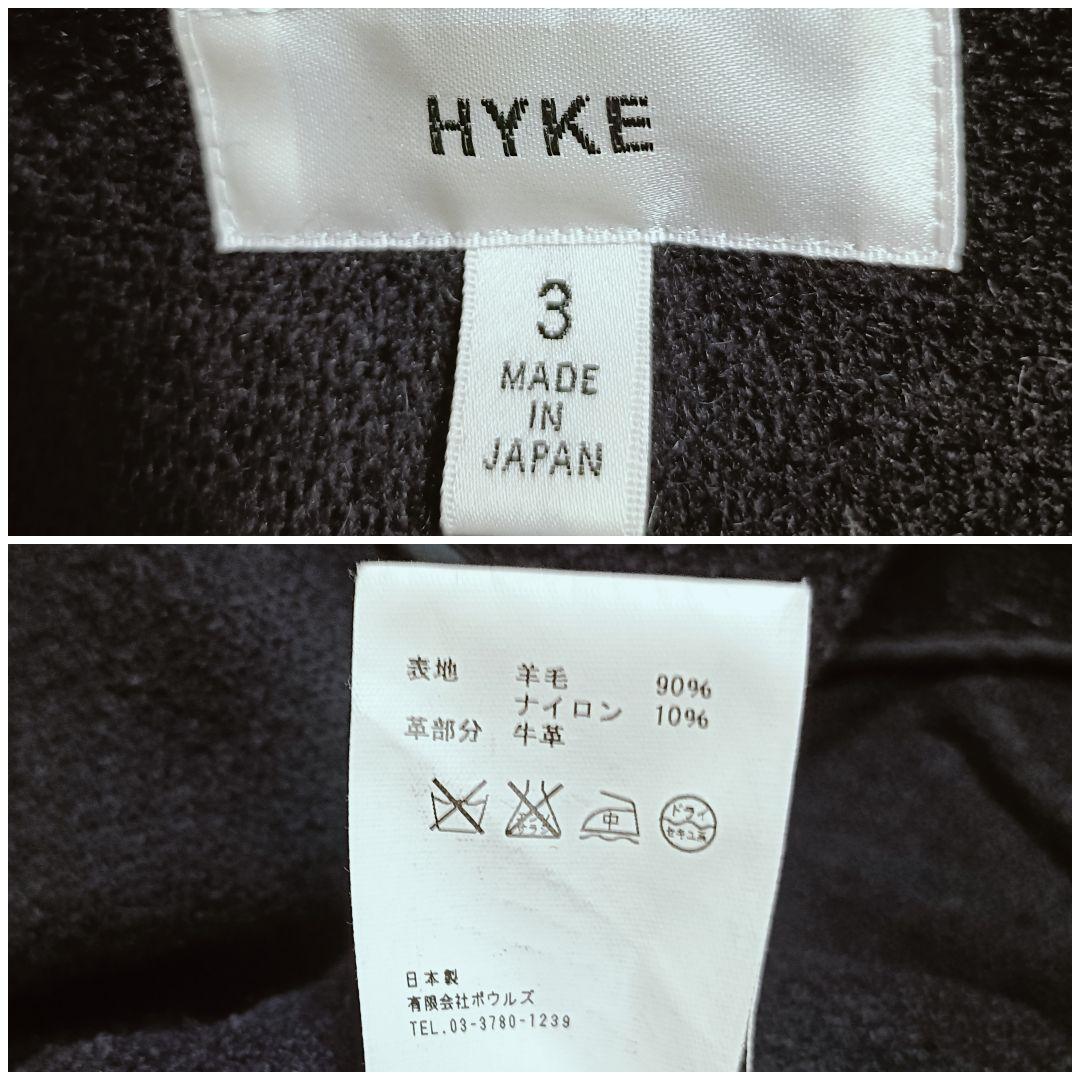 HYKE
3
MADE
IN
JAPAN
表地 羊毛 90%
ナイロン 10%
革部分 牛革
中
ドライ
セキユ系
日本製
有限会社ボウルズ
TEL.03-3780-1239